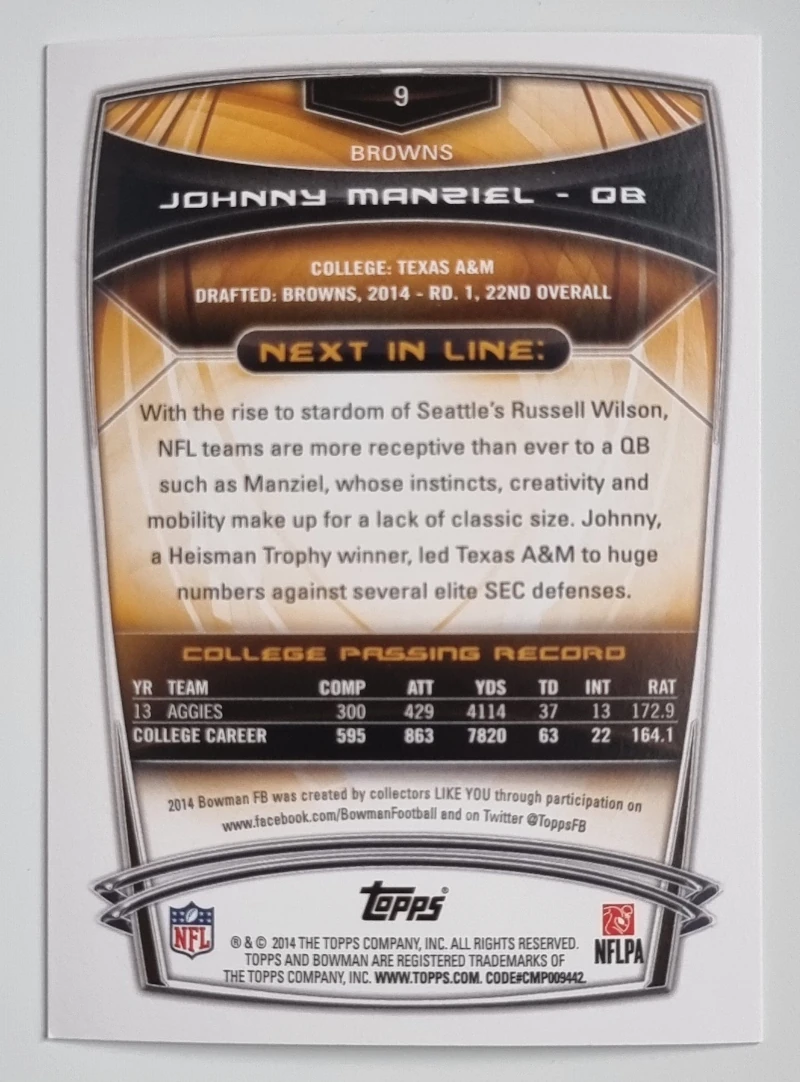 9
BROWNS
JOHNNY MANZIEL - QB
COLLEGE: TEXAS A&M
DRAFTED: BROWNS, 2014 - RD. 1, 22ND OVERALL
NEXT IN LINE:
With the rise to stardom of Seattle's Russell Wilson,
NFL teams are more receptive than ever to a QB
such as Manziel, whose instincts, creativity and
mobility make up for a lack of classic size. Johnny,
a Heisman Trophy winner, led Texas A&M to huge
numbers against several elite SEC defenses.
COLLEGE PASSING RECORD
YR TEAM COMP ATT YDS TD INT RAT
13 AGGIES 300 429 4114 37 13 172.9
COLLEGE CAREER 595 863 7820 63 22 164.1
2014 Bowman FB was created by collectors LIKE YOU through participation on
www.facebook.com/BowmanFootball and on Twitter @ToppsFB
Topps®
NFL
NFLPA
® & © 2014 THE TOPPS COMPANY, INC. ALL RIGHTS RESERVED.
TOPPS AND BOWMAN ARE REGISTERED TRADEMARKS OF
THE TOPPS COMPANY, INC. WWW.TOPPS.COM. CODE#CMP009442.